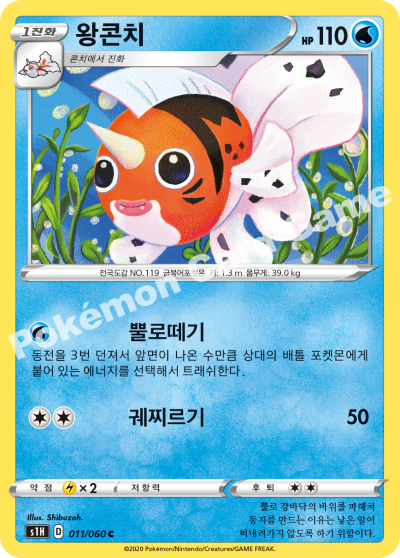 1진화
왕콘치
HP 110
콘치에서 진화
전국도감 NO.119 금붕어포켓몬 키: 1.3 m 몸무게: 39.0 kg
Pokémon Card Game
뿔로떼기
동전을 3번 던져서 앞면이 나온 수만큼 상대의 배틀 포켓몬에게
붙어 있는 에너지를 선택해서 트래쉬한다.
궤찌르기 50
약점 ×2 저항력 후퇴
Illus. Shibuzoh.
s1H D 011/060 C
뿔로 강바닥의 바위를 파헤쳐
둥지를 만드는 이유는 낳은 알이
떠내려가지 않도록 하기 위함이다.
©2020 Pokémon/Nintendo/Creatures/GAME FREAK.